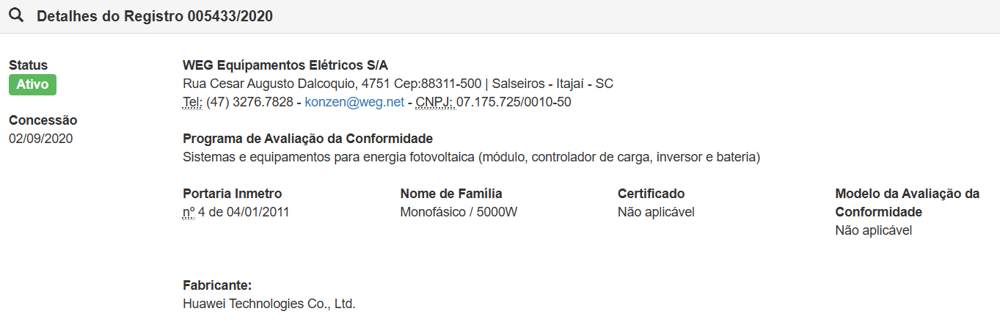 Detalhes do Registro 005433/2020
Status
Ativo
Concessão
02/09/2020
WEG Equípamentos Elétricos S/A
Rua Cesar Augusto Dalcoquio, 4751 Cep:88311-500 | Salseiros - Itajaí - SC
Tel: (47) 3276.7828 - konzen@weg.net - CNPJ: 07.175.725/0010-50
Programa de Avaliação da Conformidade
Sistemas e equipamentos para energia fotovoltaica (módulo, controlador de carga, inversor e bateria)
Portaria Inmetro
nº 4 de 04/01/2011
Nome de Família
Monofásico / 5000W
Certificado
Não aplicável
Modelo da Avaliação da
Conformidade
Não aplicável
Fabricante:
Huawei Technologies Co., Ltd.